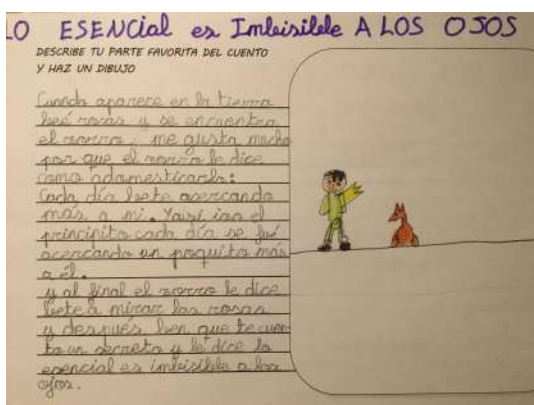 LO ESENCial es Imbisible A LOS OJOS
DESCRIBE TU PARTE FAVORITA DEL CUENTO
Y HAZ UN DIBUJO
Cuando aparece en la tierra
beé rosas y se encuentra
el zorro, me gusta mucho
por que el zorro le dice
como adamesticarlo:
Cada día bete acercando
más a mi. Yasí iso el
principito cada día se fué
acercando un poquito más
a él.
y al final el zorro le dice
bete a mirar las rosas
y después ben que te cuen-
to un secreto y le dice lo
esencial es imbisible a los
ojos.